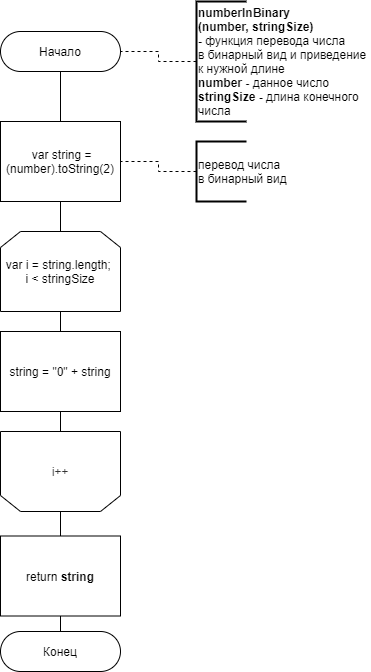 numberInBinary
(number, stringSize)
- функция перевода числа
в бинарный вид и приведение
к нужной длине
number - данное число
stringSize - длина конечного
числа
Начало
var string =
(number).toString(2)
перевод числа
в бинарный вид
var i = string.length;
i < stringSize
string = "0" + string
i++
return string
Конец